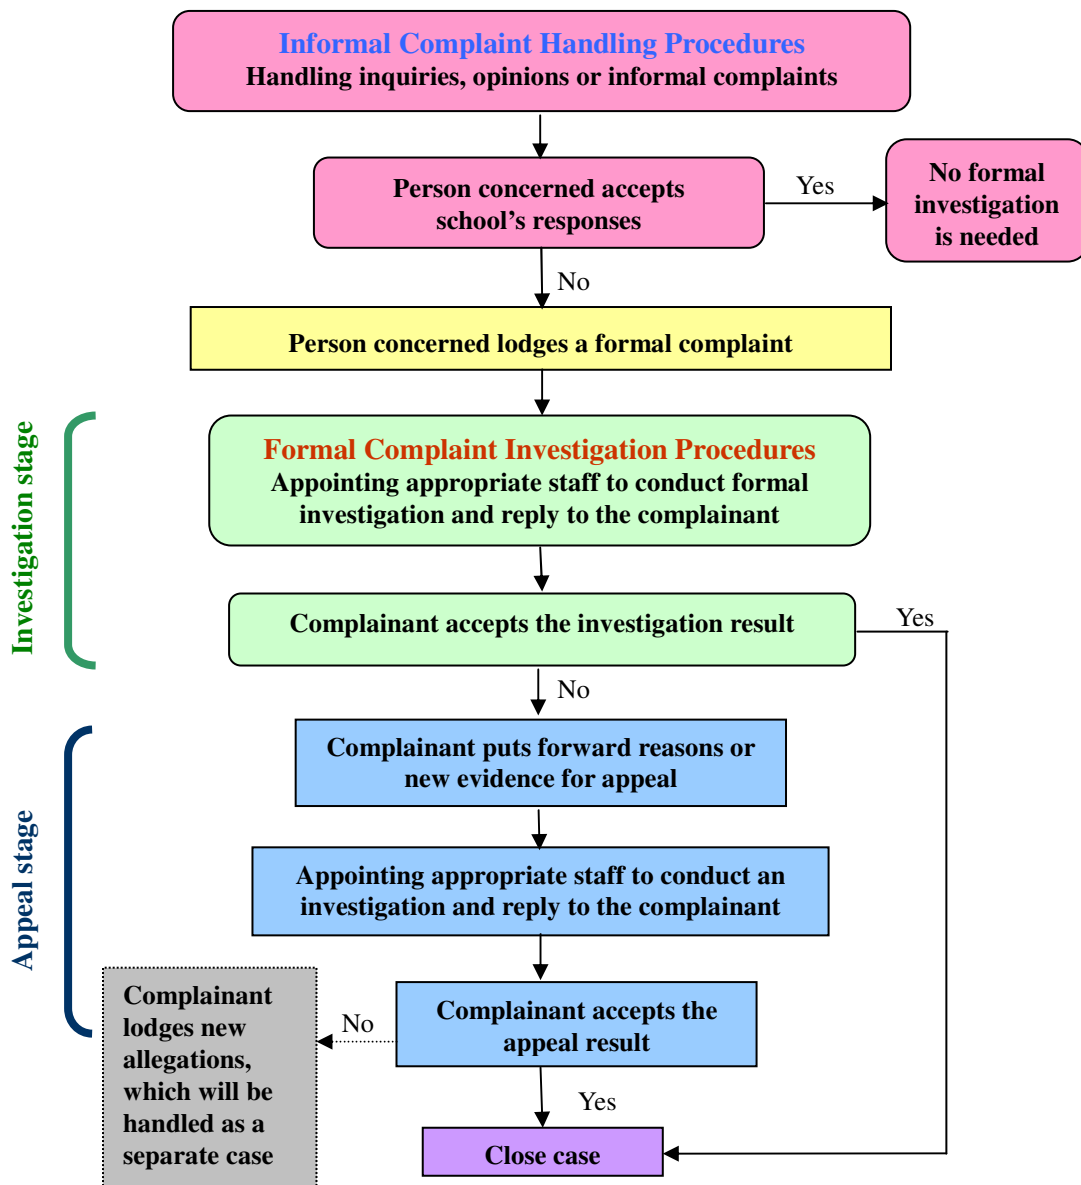 Informal Complaint Handling Procedures
Handling inquiries, opinions or informal complaints
Person concerned accepts
school’s responses
Yes
No formal
investigation
is needed
No
Person concerned lodges a formal complaint
Investigation stage
Formal Complaint Investigation Procedures
Appointing appropriate staff to conduct formal
investigation and reply to the complainant
Complainant accepts the investigation result
Yes
No
Appeal stage
Complainant puts forward reasons or
new evidence for appeal
Appointing appropriate staff to conduct an
investigation and reply to the complainant
Complainant accepts the
appeal result
No
Complainant
lodges new
allegations,
which will be
handled as a
separate case
Yes
Close case